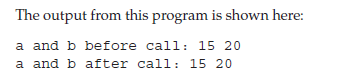 The output from this program is shown here:
a and b before call: 15 20
a and b after call: 15 20